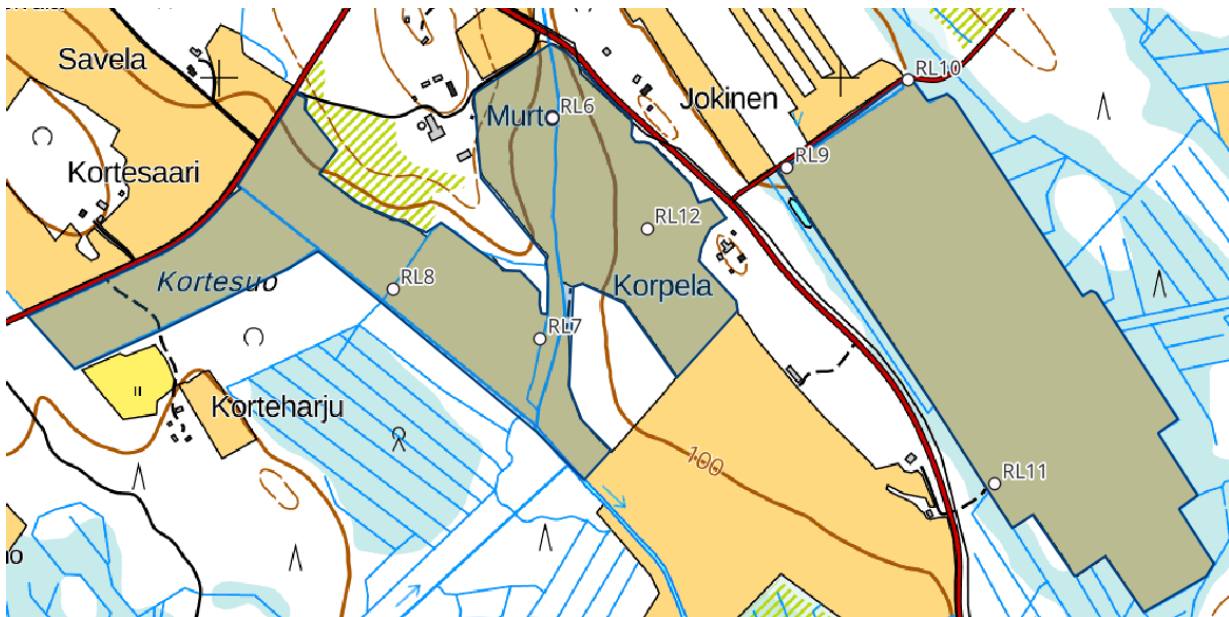 Savela
RL10
Jokinen
Murto
RL6
RL9
Kortesaari
RL12
Kortesuo
RL8
Korpela
RL7
Korteharju
100
RL11